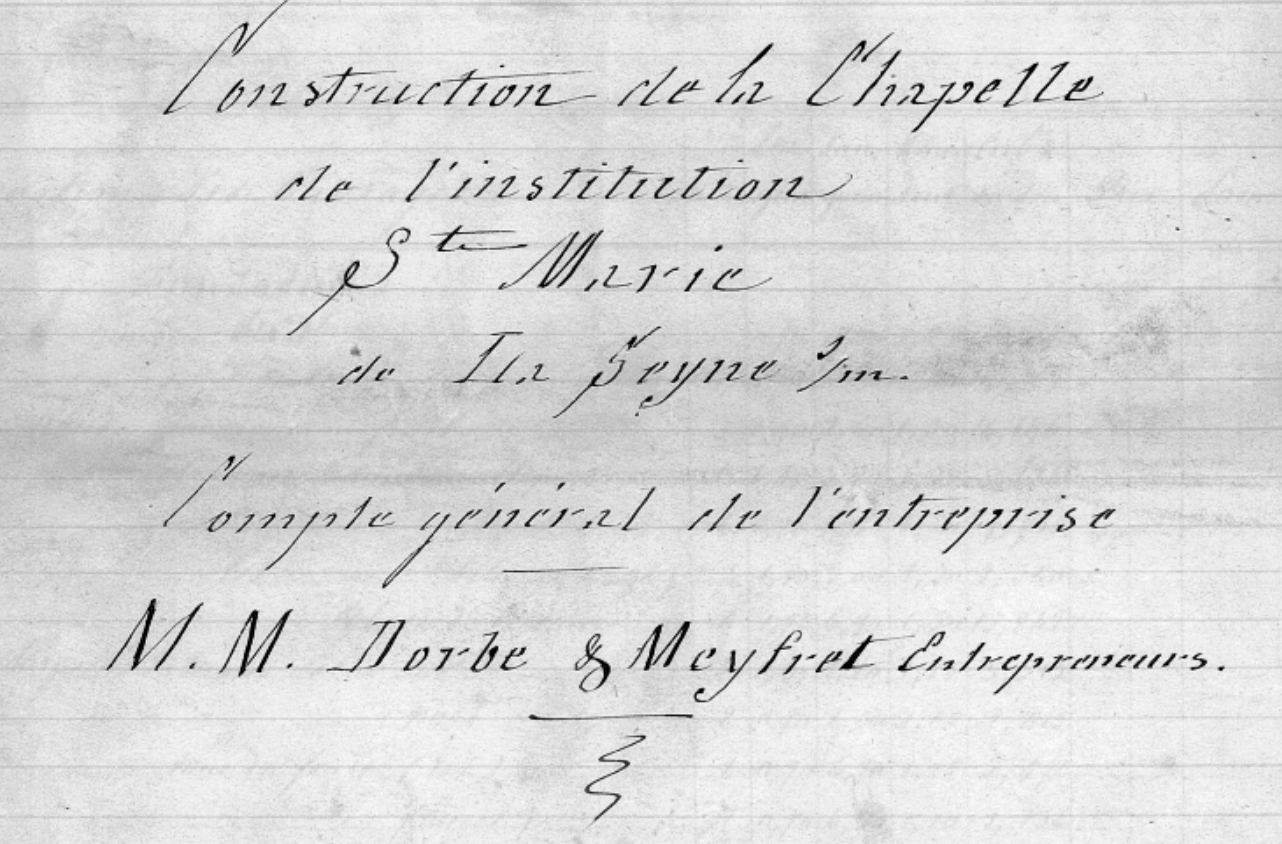 Construction de la Chapelle
de l'institution
Ste Marie
de La Seyne s/m.
Compte général de l'entreprise
M.M. Dorbe & Meyfret Entrepreneurs.